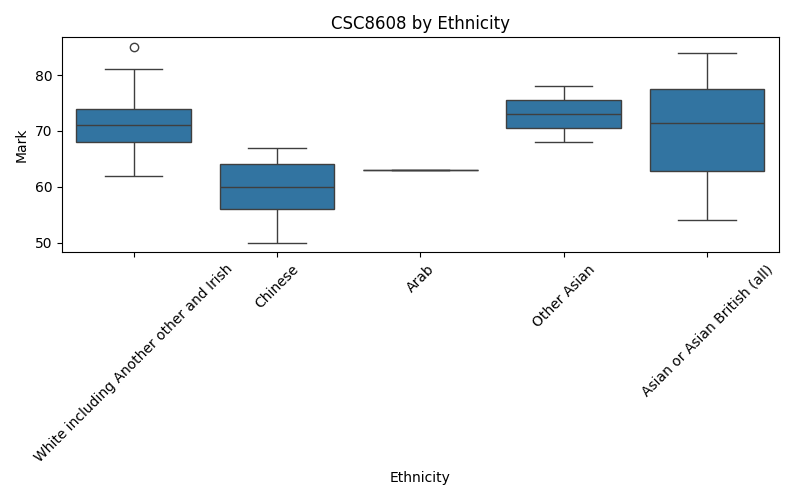 CSC8608 by Ethnicity
Mark
80
70
60
50
White including Another other and Irish
Chinese
Arab
Other Asian
Asian or Asian British (all)
Ethnicity